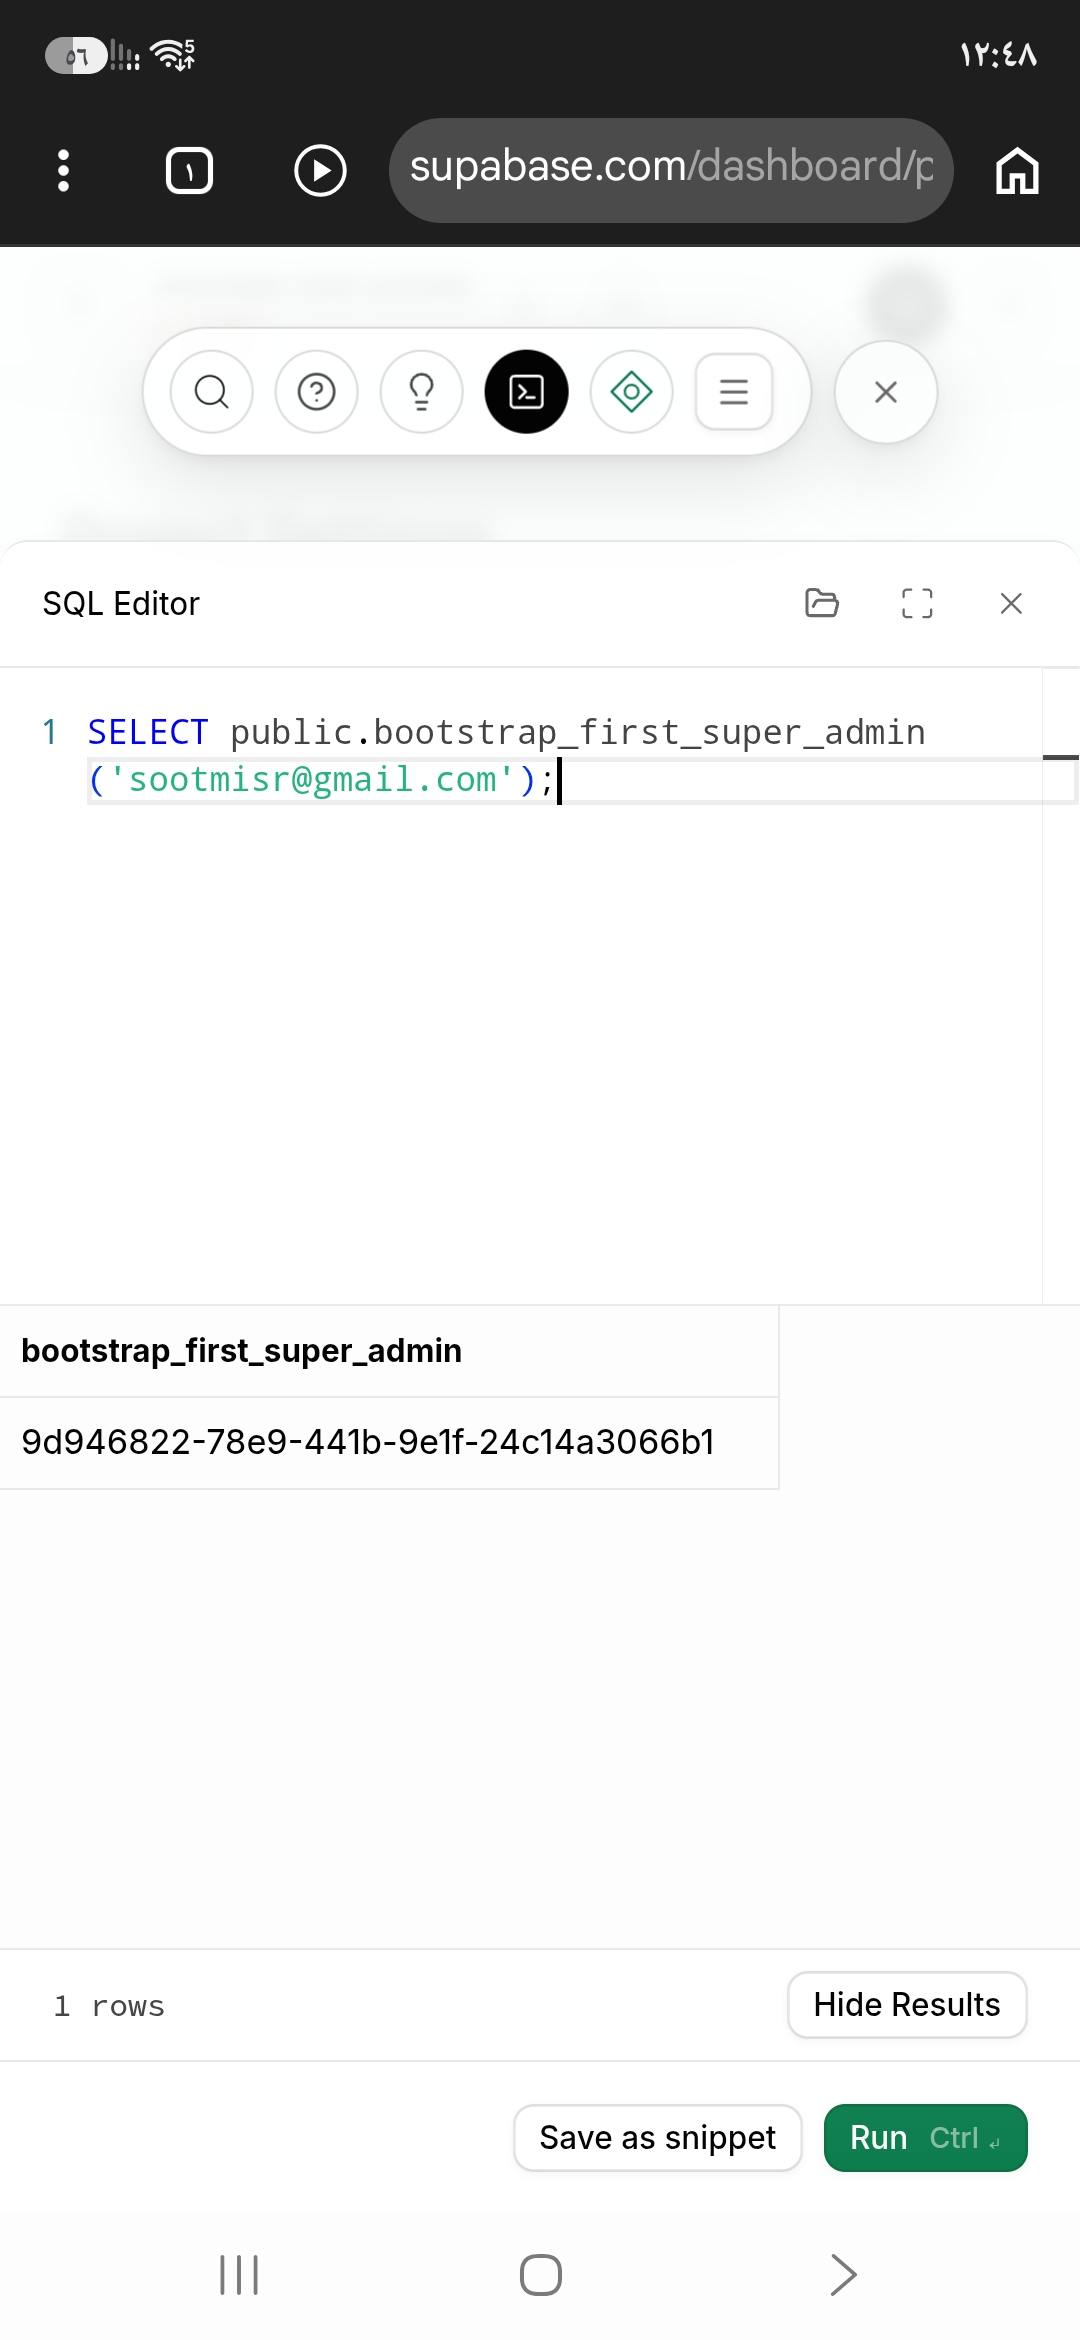 ٥٦
5
١٢:٤٨
١
supabase.com/dashboard/p
SQL Editor
1 SELECT public.bootstrap_first_super_admin
('sootmisr@gmail.com');
bootstrap_first_super_admin
9d946822-78e9-441b-9e1f-24c14a3066b1
1 rows
Hide Results
Save as snippet
Run Ctrl ↵